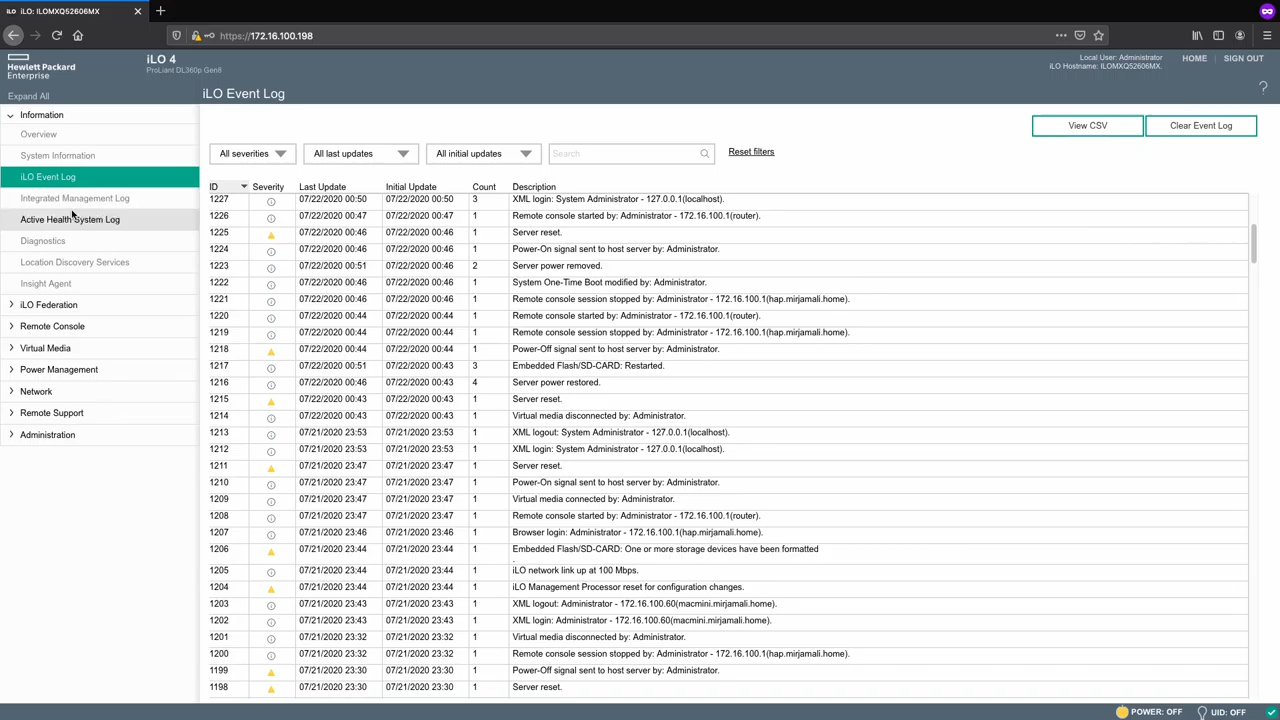 iLO: ILOMXQ52606MX
https://172.16.100.198
Hewlett Packard
Enterprise
iLO 4
ProLiant DL360p Gen8
Local User: Administrator
iLO Hostname: ILOMXQ52606MX.
HOME
SIGN OUT
Expand All
iLO Event Log
?
Information
Overview
System Information
iLO Event Log
Integrated Management Log
Active Health System Log
Diagnostics
Location Discovery Services
Insight Agent
iLO Federation
Remote Console
Virtual Media
Power Management
Network
Remote Support
Administration
View CSV
Clear Event Log
All severities
All last updates
All initial updates
Search
Reset filters
ID Severity Last Update Initial Update Count Description
1227 07/22/2020 00:50 07/22/2020 00:50 3 XML login: System Administrator - 127.0.0.1(localhost).
1226 07/22/2020 00:47 07/22/2020 00:47 1 Remote console started by: Administrator - 172.16.100.1(router).
1225 07/22/2020 00:46 07/22/2020 00:46 1 Server reset.
1224 07/22/2020 00:46 07/22/2020 00:46 1 Power-On signal sent to host server by: Administrator.
1223 07/22/2020 00:51 07/22/2020 00:46 2 Server power removed.
1222 07/22/2020 00:46 07/22/2020 00:46 1 System One-Time Boot modified by: Administrator.
1221 07/22/2020 00:46 07/22/2020 00:46 1 Remote console session stopped by: Administrator - 172.16.100.1(hap.mirjamali.home).
1220 07/22/2020 00:44 07/22/2020 00:44 1 Remote console started by: Administrator - 172.16.100.1(router).
1219 07/22/2020 00:44 07/22/2020 00:44 1 Remote console session stopped by: Administrator - 172.16.100.1(hap.mirjamali.home).
1218 07/22/2020 00:44 07/22/2020 00:44 1 Power-Off signal sent to host server by: Administrator.
1217 07/22/2020 00:51 07/22/2020 00:43 3 Embedded Flash/SD-CARD: Restarted.
1216 07/22/2020 00:46 07/22/2020 00:43 4 Server power restored.
1215 07/22/2020 00:43 07/22/2020 00:43 1 Server reset.
1214 07/22/2020 00:43 07/22/2020 00:43 1 Virtual media disconnected by: Administrator.
1213 07/21/2020 23:53 07/21/2020 23:53 1 XML logout: System Administrator - 127.0.0.1(localhost).
1212 07/21/2020 23:53 07/21/2020 23:53 1 XML login: System Administrator - 127.0.0.1(localhost).
1211 07/21/2020 23:47 07/21/2020 23:47 1 Server reset.
1210 07/21/2020 23:47 07/21/2020 23:47 1 Power-On signal sent to host server by: Administrator.
1209 07/21/2020 23:47 07/21/2020 23:47 1 Virtual media connected by: Administrator.
1208 07/21/2020 23:47 07/21/2020 23:47 1 Remote console started by: Administrator - 172.16.100.1(router).
1207 07/21/2020 23:46 07/21/2020 23:46 1 Browser login: Administrator - 172.16.100.1(hap.mirjamali.home).
1206 07/21/2020 23:44 07/21/2020 23:44 1 Embedded Flash/SD-CARD: One or more storage devices have been formatted
.
1205 07/21/2020 23:44 07/21/2020 23:44 1 iLO network link up at 100 Mbps.
1204 07/21/2020 23:44 07/21/2020 23:44 1 iLO Management Processor reset for configuration changes.
1203 07/21/2020 23:43 07/21/2020 23:43 1 XML logout: Administrator - 172.16.100.60(macmini.mirjamali.home).
1202 07/21/2020 23:43 07/21/2020 23:43 1 XML login: Administrator - 172.16.100.60(macmini.mirjamali.home).
1201 07/21/2020 23:32 07/21/2020 23:32 1 Virtual media disconnected by: Administrator.
1200 07/21/2020 23:32 07/21/2020 23:32 1 Remote console session stopped by: Administrator - 172.16.100.1(hap.mirjamali.home).
1199 07/21/2020 23:30 07/21/2020 23:30 1 Power-Off signal sent to host server by: Administrator.
1198 07/21/2020 23:30 07/21/2020 23:30 1 Server reset.
POWER: OFF
UID: OFF